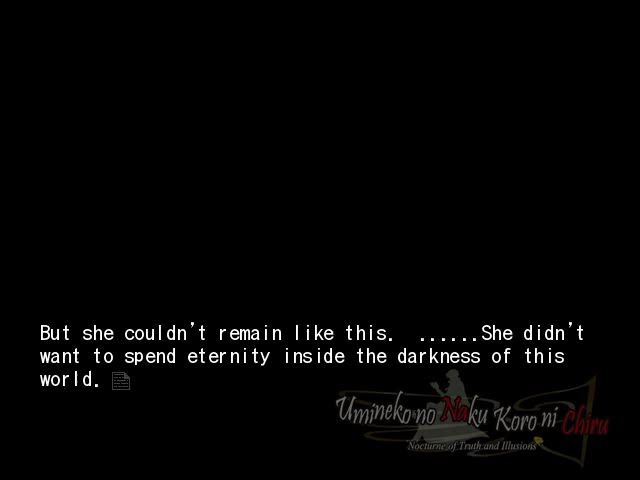 But she couldn't remain like this.  ......She didn't
want to spend eternity inside the darkness of this
world.
Umineko no Naku Koro ni Chiru
Nocturne of Truth and Illusions